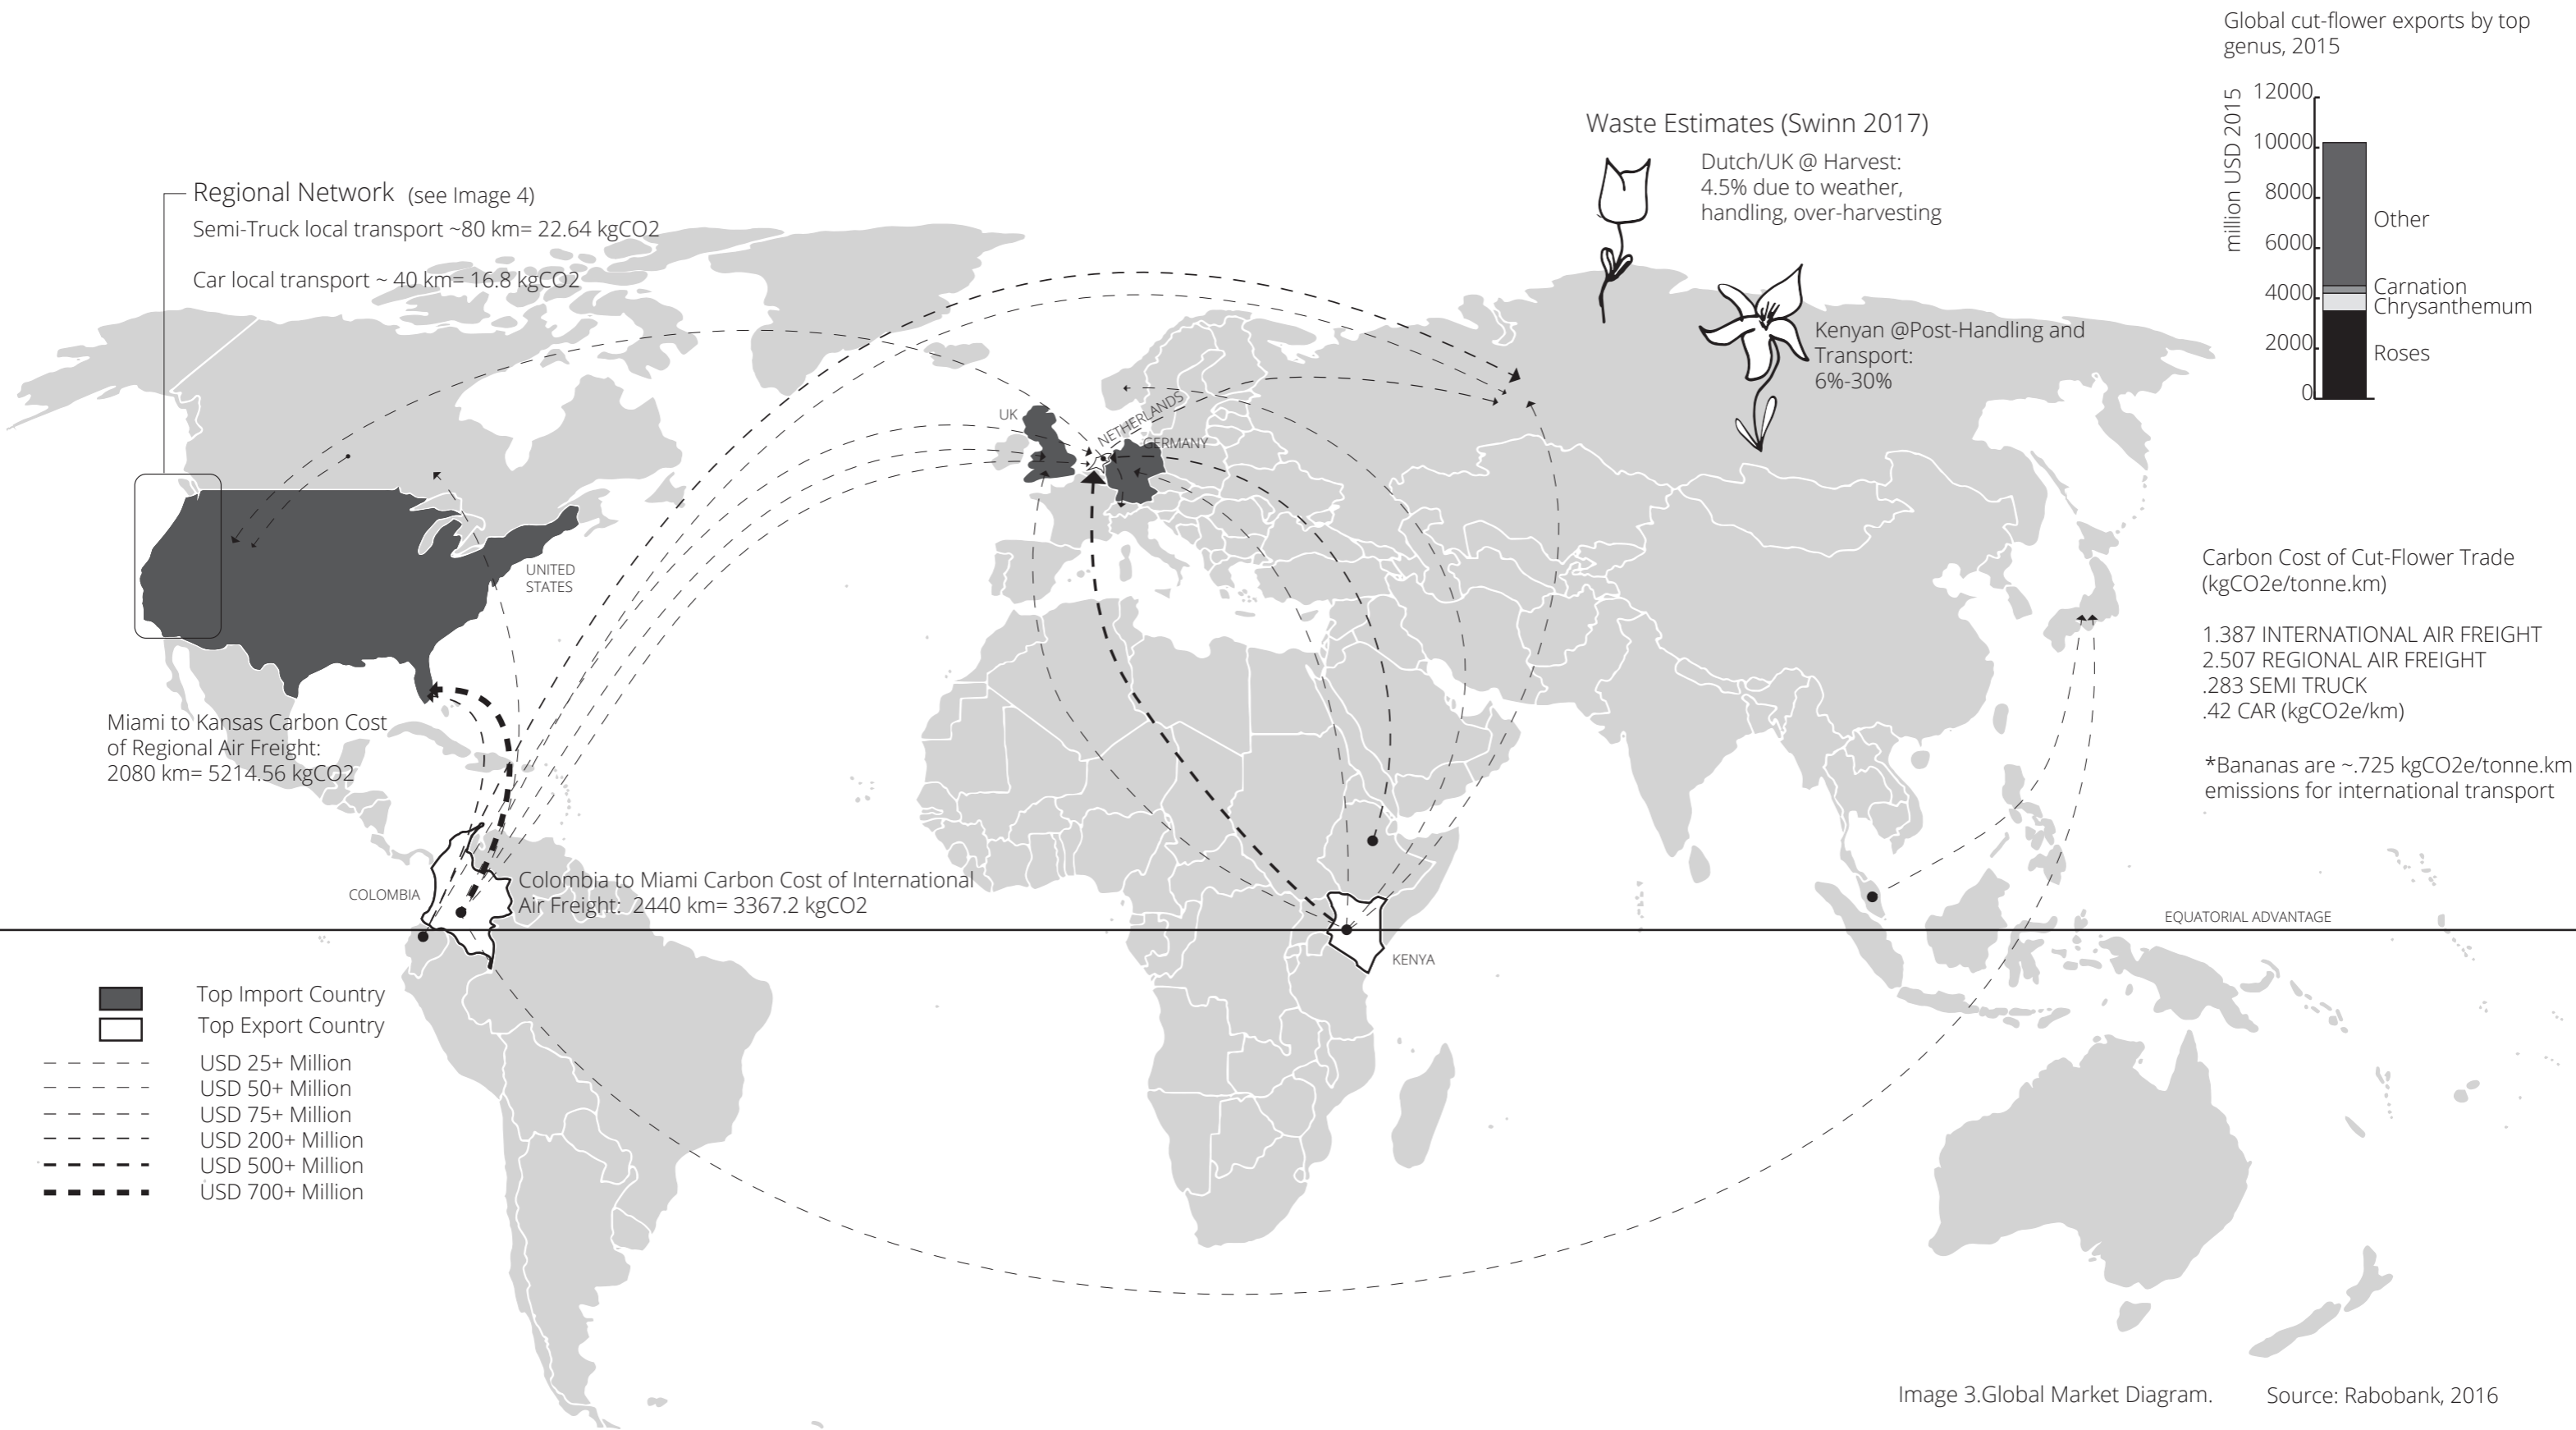 Global cut-flower exports by top
genus, 2015
million USD 2015
12000
10000
8000
6000
4000
2000
0
Other
Carnation
Chrysanthemum
Roses
Waste Estimates (Swinn 2017)
Dutch/UK @ Harvest:
4.5% due to weather,
handling, over-harvesting
Kenyan @Post-Handling and
Transport:
6%-30%
Regional Network (see Image 4)
Semi-Truck local transport ~80 km= 22.64 kgCO2
Car local transport ~ 40 km= 16.8 kgCO2
UK
NETHERLANDS
GERMANY
UNITED
STATES
Carbon Cost of Cut-Flower Trade
(kgCO2e/tonne.km)
1.387 INTERNATIONAL AIR FREIGHT
2.507 REGIONAL AIR FREIGHT
.283 SEMI TRUCK
.42 CAR (kgCO2e/km)
*Bananas are ~.725 kgCO2e/tonne.km
emissions for international transport
Miami to Kansas Carbon Cost
of Regional Air Freight:
2080 km= 5214.56 kgCO2
COLOMBIA
Colombia to Miami Carbon Cost of International
Air Freight: 2440 km= 3367.2 kgCO2
EQUATORIAL ADVANTAGE
KENYA
Top Import Country
Top Export Country
USD 25+ Million
USD 50+ Million
USD 75+ Million
USD 200+ Million
USD 500+ Million
USD 700+ Million
Image 3.Global Market Diagram.
Source: Rabobank, 2016